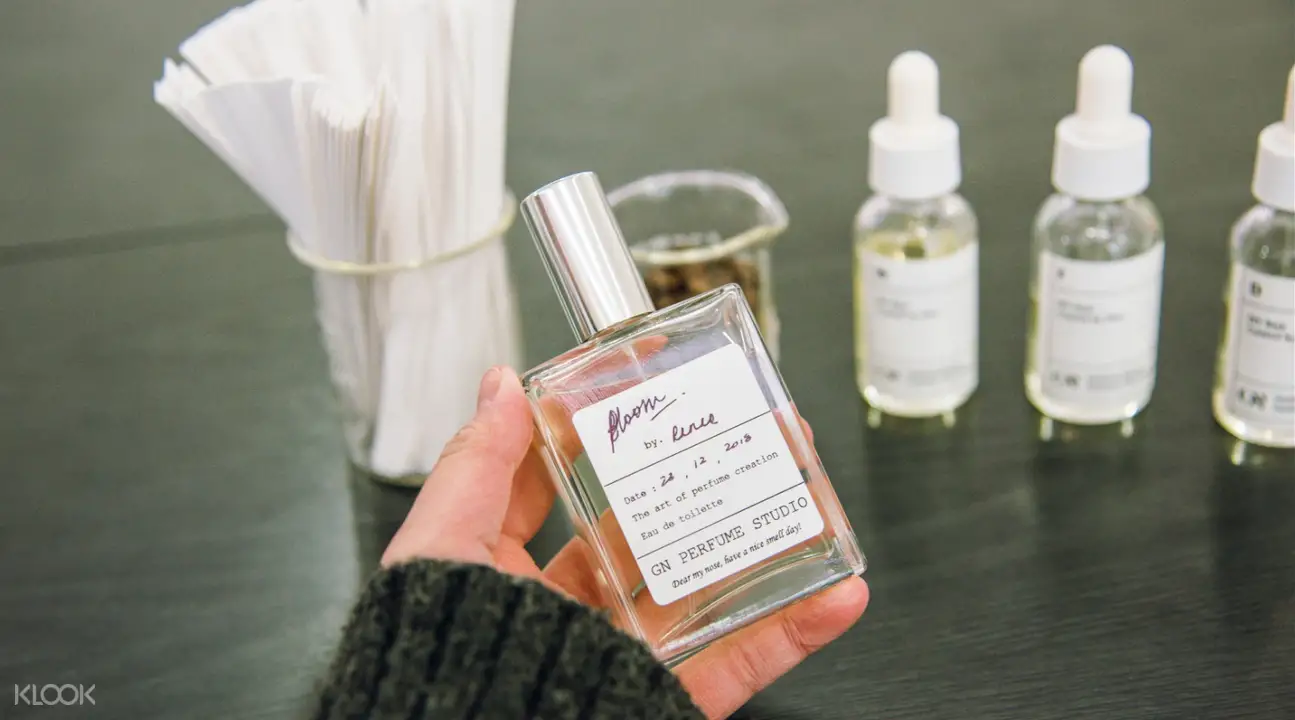 Bloom.
by. Renee
Date : 28 , 12 , 2018
The art of perfume creation
Eau de toilette
GN PERFUME STUDIO
Dear my nose, have a nice smell day!
KLOOK